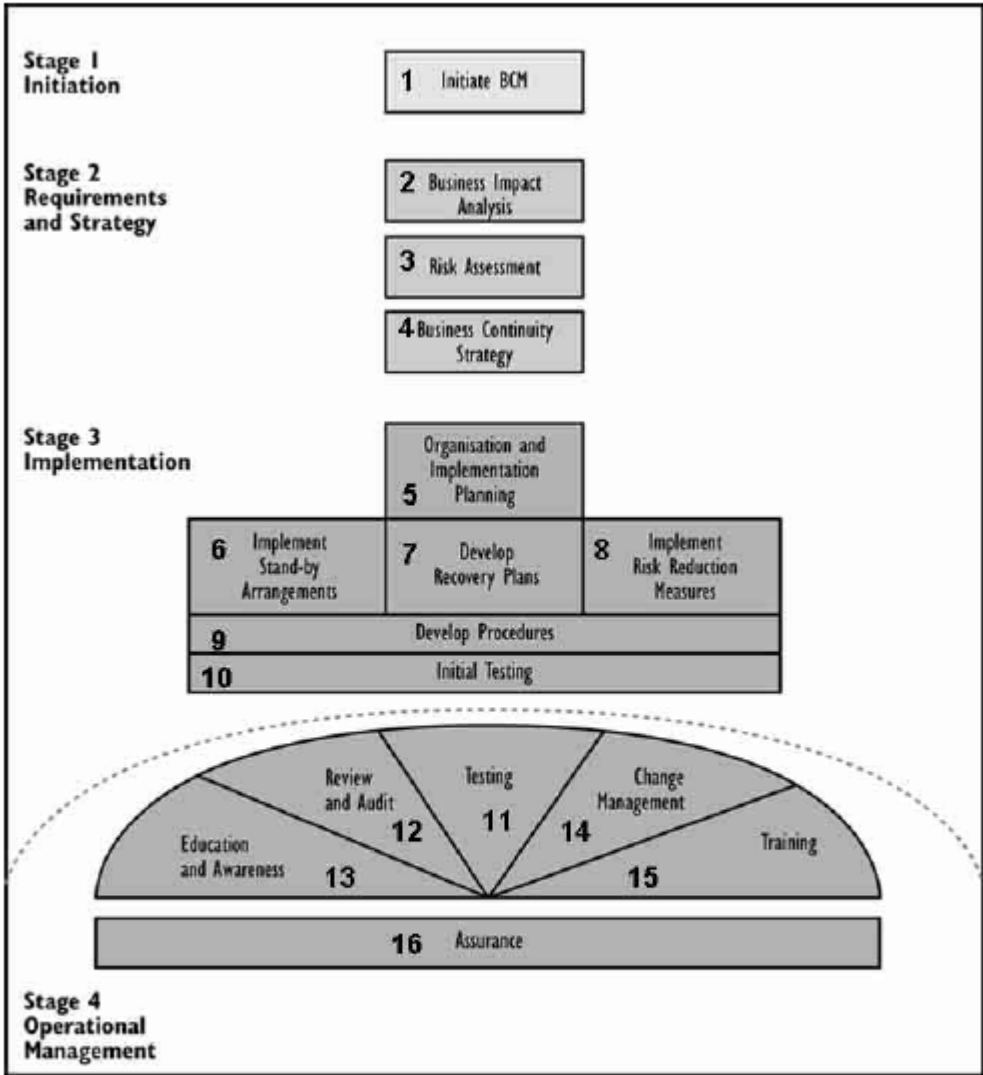 Stage 1
Initiation
1 Initiate BCM
Stage 2
Requirements
and Strategy
2 Business Impact
Analysis
3 Risk Assessment
4 Business Continuity
Strategy
Stage 3
Implementation
Organisation and
Implementation
5 Planning
6 Implement
Stand-by
Arrangements
7 Develop
Recovery Plans
8 Implement
Risk Reduction
Measures
9 Develop Procedures
10 Initial Testing
Education
and Awareness
13
Review
and Audit
12
Testing
11
Change
Management
14
Training
15
16 Assurance
Stage 4
Operational
Management